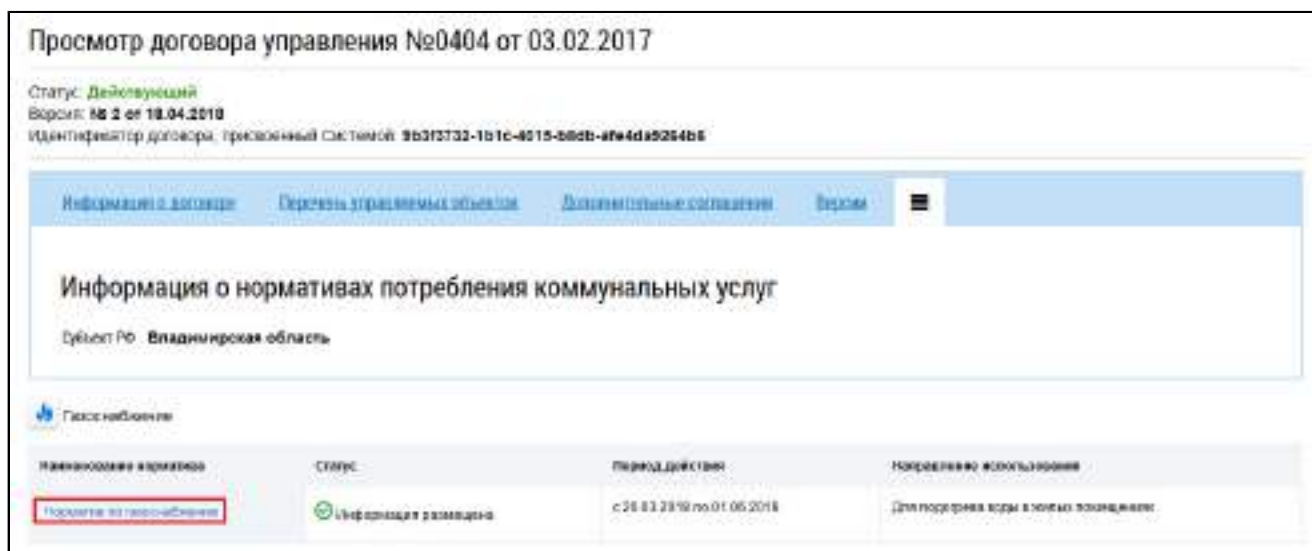 Просмотр договора управления №0404 от 03.02.2017
Статус: Действующий
Версия: № 2 от 18.04.2018
Идентификатор договора, присвоенный Системой: 9b3f3732-1b1c-4015-b8db-afe4da9264b6
Информация о договоре Перечень управляемых объектов Дополнительные соглашения Версии
Информация о нормативах потребления коммунальных услуг
Субъект РФ Владимирская область
Газоснабжение
Наименование норматива Статус Период действия Направление использования
Норматив по газоснабжению Информация размещена с 26.03.2018 по 01.06.2018 Для подогрева воды в жилых помещениях